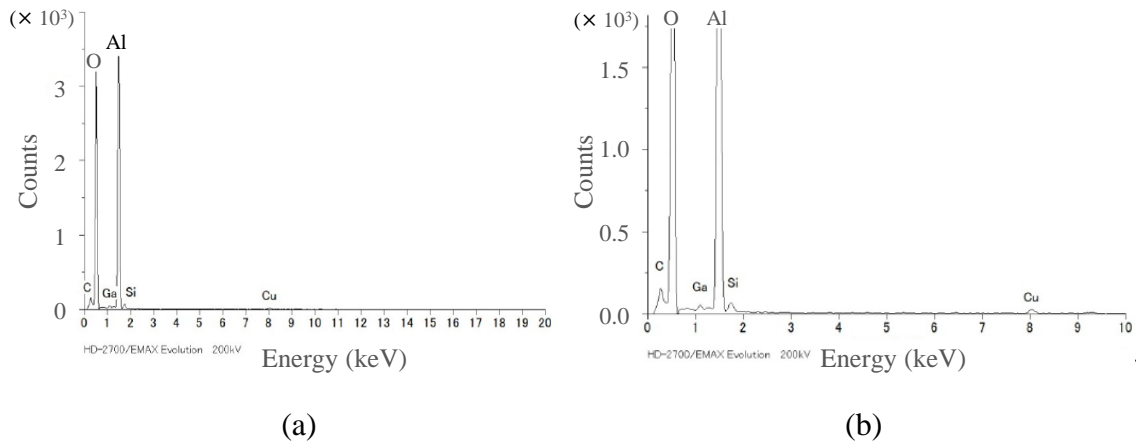 (× 10³)
O
Al
3
2
1
0
Counts
C
Ga
Si
Cu
0 1 2 3 4 5 6 7 8 9 10 11 12 13 14 15 16 17 18 19 20
HD-2700/EMAX Evolution 200kV
Energy (keV)
(a)
(× 10³)
O
Al
1.5
1.0
0.5
0.0
Counts
C
Ga
Si
Cu
0 1 2 3 4 5 6 7 8 9 10
HD-2700/EMAX Evolution 200kV
Energy (keV)
(b)